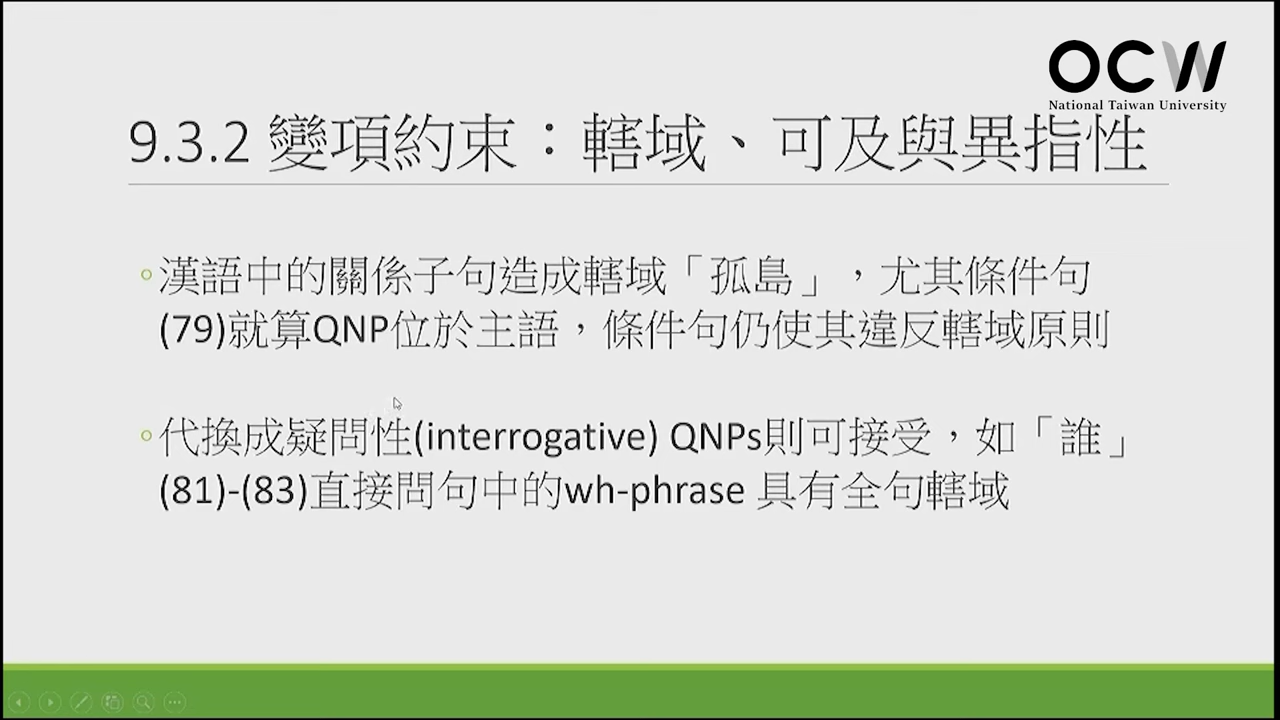 OCW
National Taiwan University
9.3.2 變項約束：轄域、可及與異指性
漢語中的關係子句造成轄域「孤島」，尤其條件句
(79)就算QNP位於主語，條件句仍使其違反轄域原則
代換成疑問性(interrogative) QNPs則可接受，如「誰」
(81)-(83)直接問句中的wh-phrase 具有全句轄域